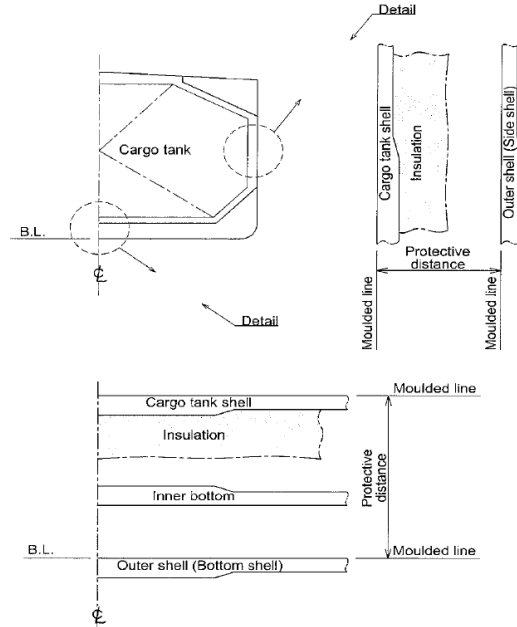 Detail
Cargo tank
B.L.
℄
Detail
Cargo tank shell
Insulation
Outer shell (Side shell)
Protective
distance
Moulded line
Moulded line
Cargo tank shell
Moulded line
Insulation
Protective
distance
Inner bottom
B.L.
Moulded line
Outer shell (Bottom shell)
℄